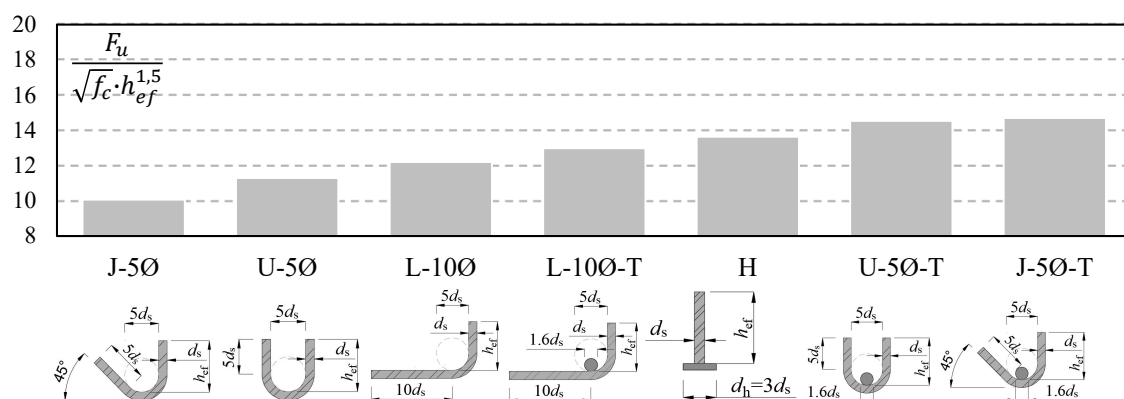 20
18
16
14
12
10
8
F_u
√f_c·h_ef^1,5
J-5Ø U-5Ø L-10Ø L-10Ø-T H U-5Ø-T J-5Ø-T
5d_s
5d_s
d_s
h_ef
45°
5d_s
5d_s
d_s
h_ef
5d_s
d_s
h_ef
10d_s
5d_s
d_s
1.6d_s
h_ef
10d_s
d_s
h_ef
d_h=3d_s
5d_s
5d_s
d_s
h_ef
1.6d_s
5d_s
5d_s
d_s
h_ef
45°
1.6d_s